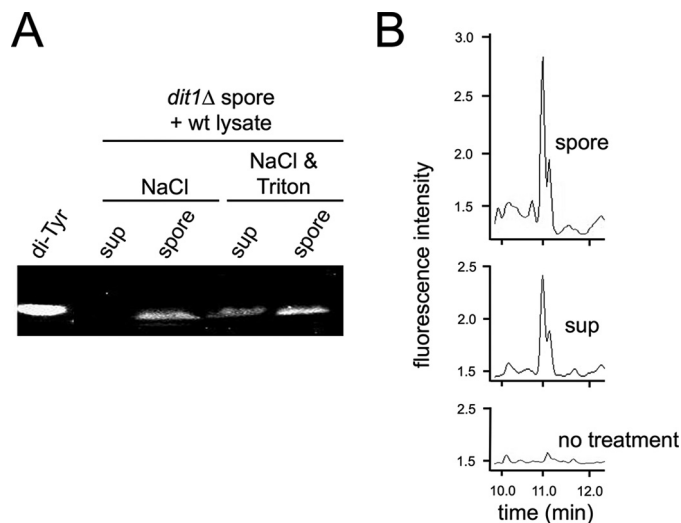 A
dit1Δ spore
+ wt lysate
NaCl
NaCl &
Triton
di-Tyr
sup
spore
sup
spore
B
fluorescence intensity
3.0
2.5
2.0
1.5
spore
2.5
2.0
1.5
sup
2.5
1.5
no treatment
10.0 11.0 12.0
time (min)